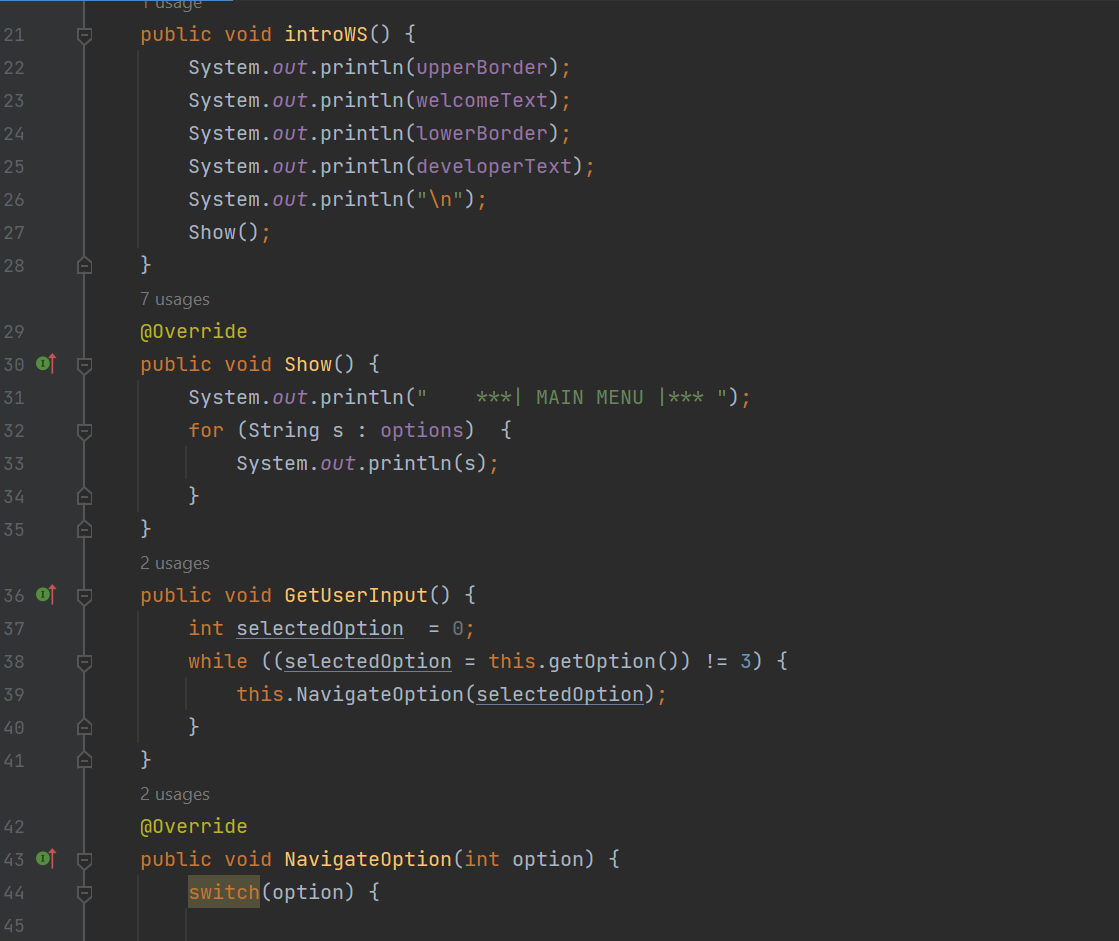 1 usage
21 public void introWS() {
22 System.out.println(upperBorder);
23 System.out.println(welcomeText);
24 System.out.println(lowerBorder);
25 System.out.println(developerText);
26 System.out.println("\n");
27 Show();
28 }
7 usages
29 @Override
30 public void Show() {
31 System.out.println("    ***| MAIN MENU |*** ");
32 for (String s : options)  {
33 System.out.println(s);
34 }
35 }
2 usages
36 public void GetUserInput() {
37 int selectedOption  = 0;
38 while ((selectedOption = this.getOption()) != 3) {
39 this.NavigateOption(selectedOption);
40 }
41 }
2 usages
42 @Override
43 public void NavigateOption(int option) {
44 switch(option) {
45